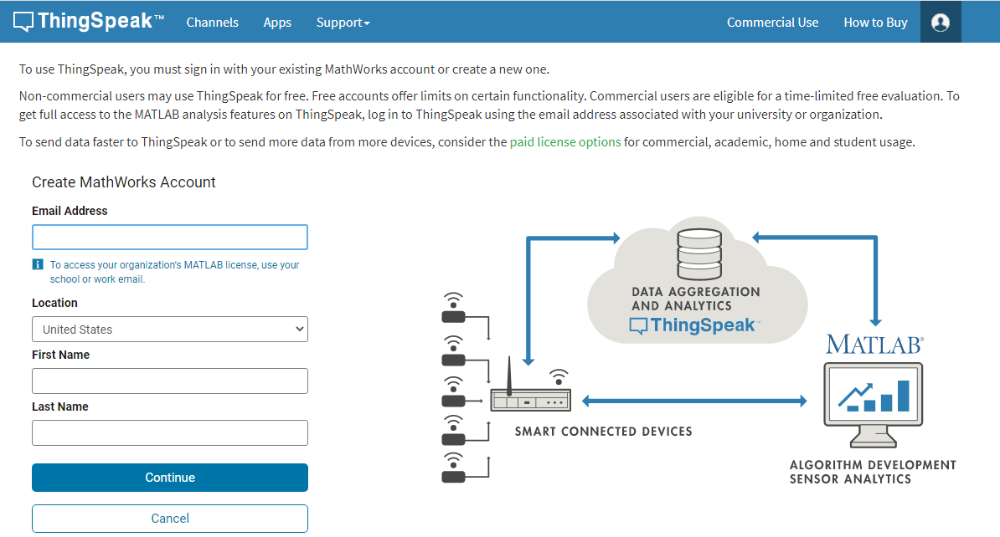 ThingSpeak™ Channels Apps Support Commercial Use How to Buy
To use ThingSpeak, you must sign in with your existing MathWorks account or create a new one.
Non-commercial users may use ThingSpeak for free. Free accounts offer limits on certain functionality. Commercial users are eligible for a time-limited free evaluation. To
get full access to the MATLAB analysis features on ThingSpeak, log in to ThingSpeak using the email address associated with your university or organization.
To send data faster to ThingSpeak or to send more data from more devices, consider the paid license options for commercial, academic, home and student usage.
Create MathWorks Account
Email Address
To access your organization's MATLAB license, use your
school or work email.
Location
United States
First Name
Last Name
Continue
Cancel
DATA AGGREGATION
AND ANALYTICS
ThingSpeak™
MATLAB®
SMART CONNECTED DEVICES
ALGORITHM DEVELOPMENT
SENSOR ANALYTICS